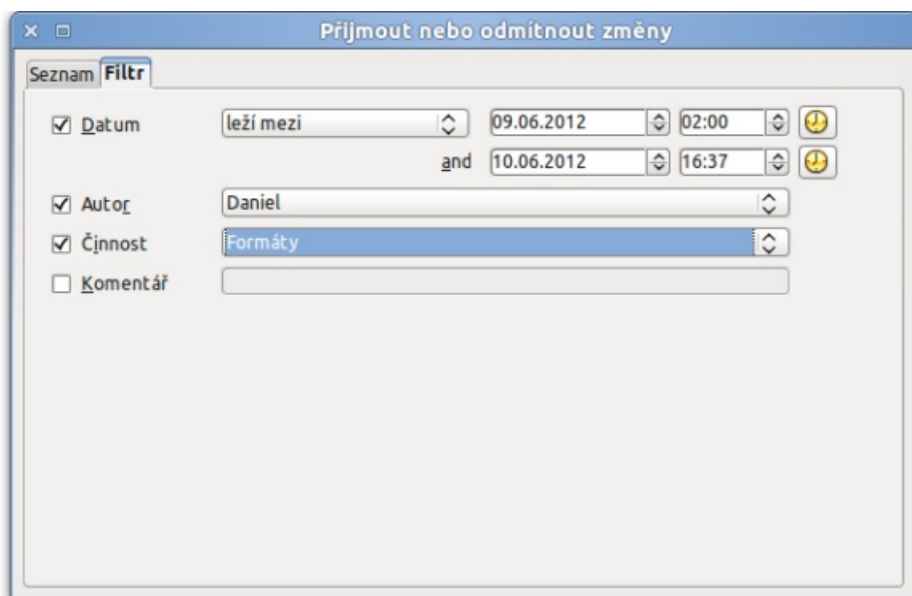 Přijmout nebo odmítnout změny
Seznam Filtr
Datum leží mezi 09.06.2012 02:00
and 10.06.2012 16:37
Autor Daniel
Činnost Formáty
Komentář